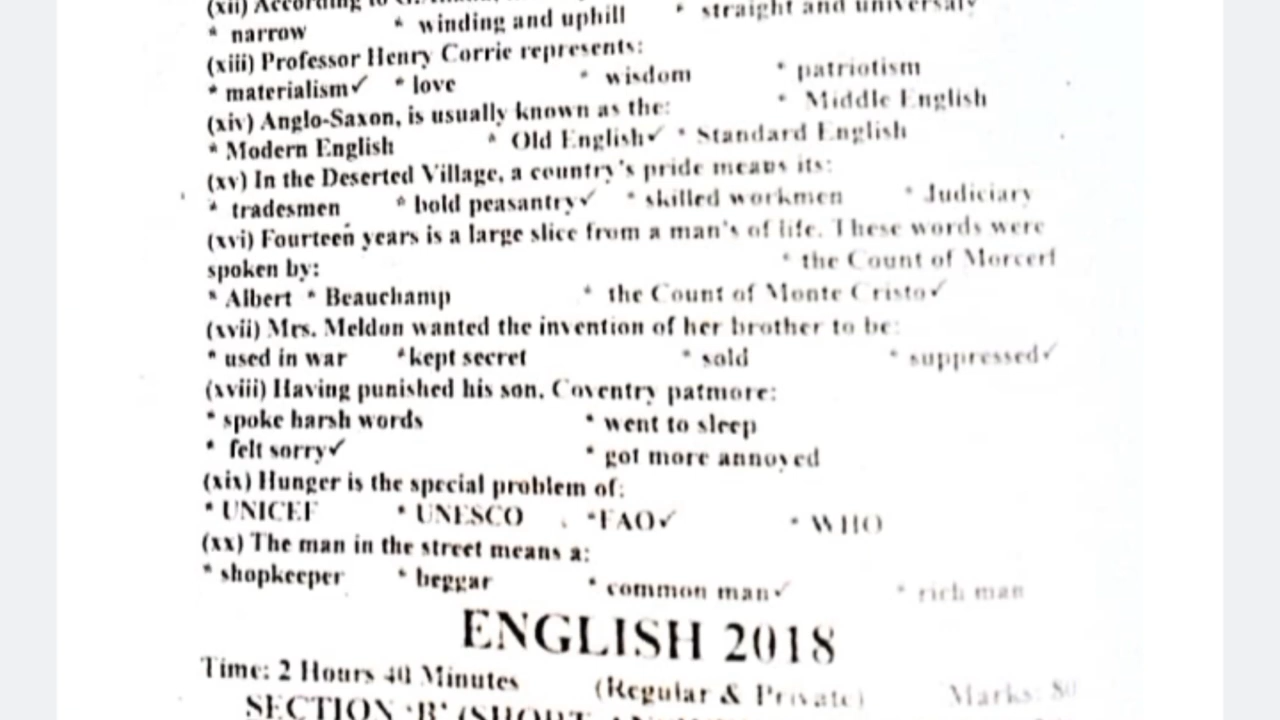 (xii) According to
* narrow * winding and uphill * straight and universal
(xiii) Professor Henry Corrie represents:
* materialism✓ * love * wisdom * patriotism
(xiv) Anglo-Saxon, is usually known as the: * Middle English
* Modern English * Old English✓ * Standard English
(xv) In the Deserted Village, a country's pride means its:
* tradesmen * bold peasantry✓ * skilled workmen * Judiciary
(xvi) Fourteen years is a large slice from a man's of life. These words were
spoken by: * the Count of Morcerf
* Albert * Beauchamp * the Count of Monte Cristo✓
(xvii) Mrs. Meldon wanted the invention of her brother to be:
* used in war *kept secret * sold * suppressed✓
(xviii) Having punished his son, Coventry patmore:
* spoke harsh words * went to sleep
* felt sorry✓ * got more annoyed
(xix) Hunger is the special problem of:
* UNICEF * UNESCO *FAO✓ * WHO
(xx) The man in the street means a:
* shopkeeper * beggar * common man✓ * rich man
ENGLISH 2018
Time: 2 Hours 40 Minutes (Regular & Private) Marks: 80
SECTION 'B' (SHORT